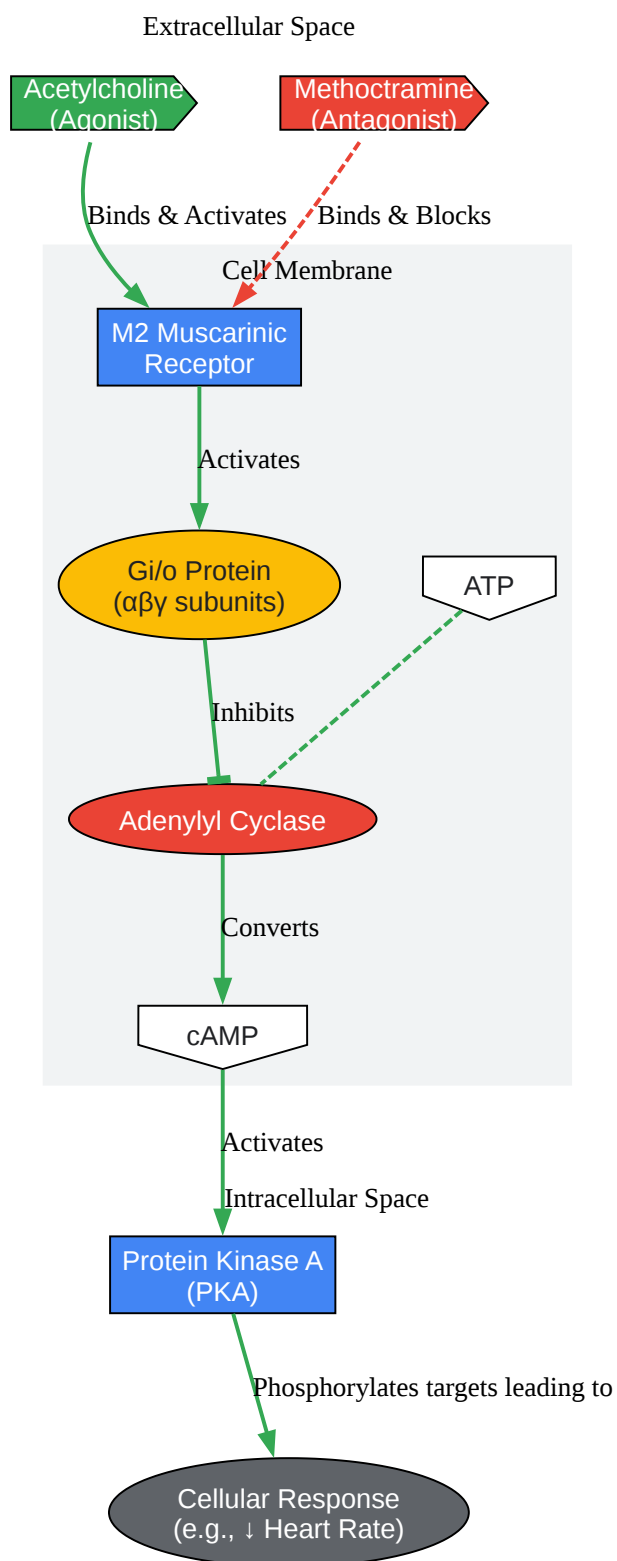 Extracellular Space
Acetylcholine
(Agonist)
Methoctramine
(Antagonist)
Binds & Activates
Binds & Blocks
Cell Membrane
M2 Muscarinic
Receptor
Activates
Gi/o Protein
(αβγ subunits)
ATP
Inhibits
Adenylyl Cyclase
Converts
cAMP
Activates
Intracellular Space
Protein Kinase A
(PKA)
Phosphorylates targets leading to
Cellular Response
(e.g., ↓ Heart Rate)